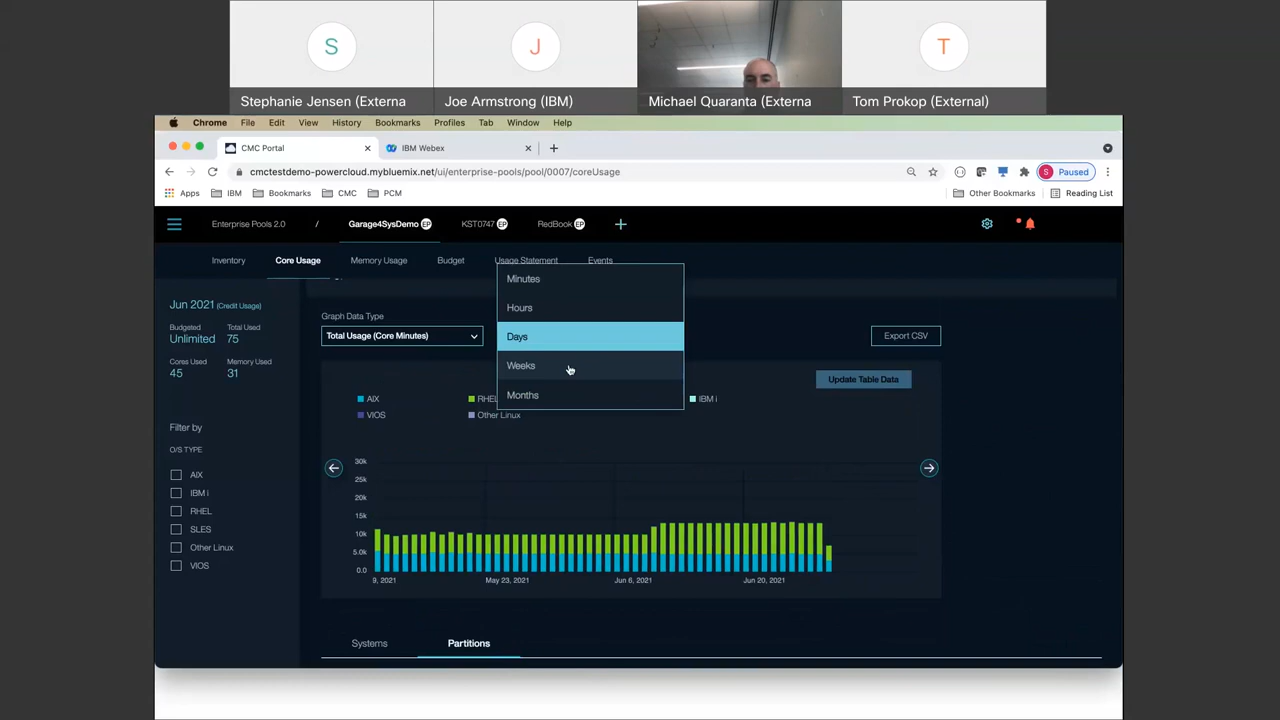 S
J
T
Stephanie Jensen (Externa
Joe Armstrong (IBM)
Michael Quaranta (Externa
Tom Prokop (External)
Chrome File Edit View History Bookmarks Profiles Tab Window Help
CMC Portal
IBM Webex
cmctestdemo-powercloud.mybluemix.net/ui/enterprise-pools/pool/0007/coreUsage
S Paused
Apps IBM Bookmarks CMC PCM Other Bookmarks Reading List
Enterprise Pools 2.0 / Garage4SysDemo EP KST0747 EP RedBook EP
Inventory Core Usage Memory Usage Budget Usage Statement Events
Jun 2021 (Credit Usage)
Budgeted Total Used
Unlimited 75
Cores Used Memory Used
45 31
Filter by
O/S TYPE
AIX
IBM i
RHEL
SLES
Other Linux
VIOS
Graph Data Type
Total Usage (Core Minutes)
Minutes
Hours
Days
Weeks
Months
Export CSV
Update Table Data
AIX RHEL IBM i
VIOS Other Linux
30k
25k
20k
15k
10k
5.0k
0.0
9, 2021 May 23, 2021 Jun 6, 2021 Jun 20, 2021
Systems Partitions